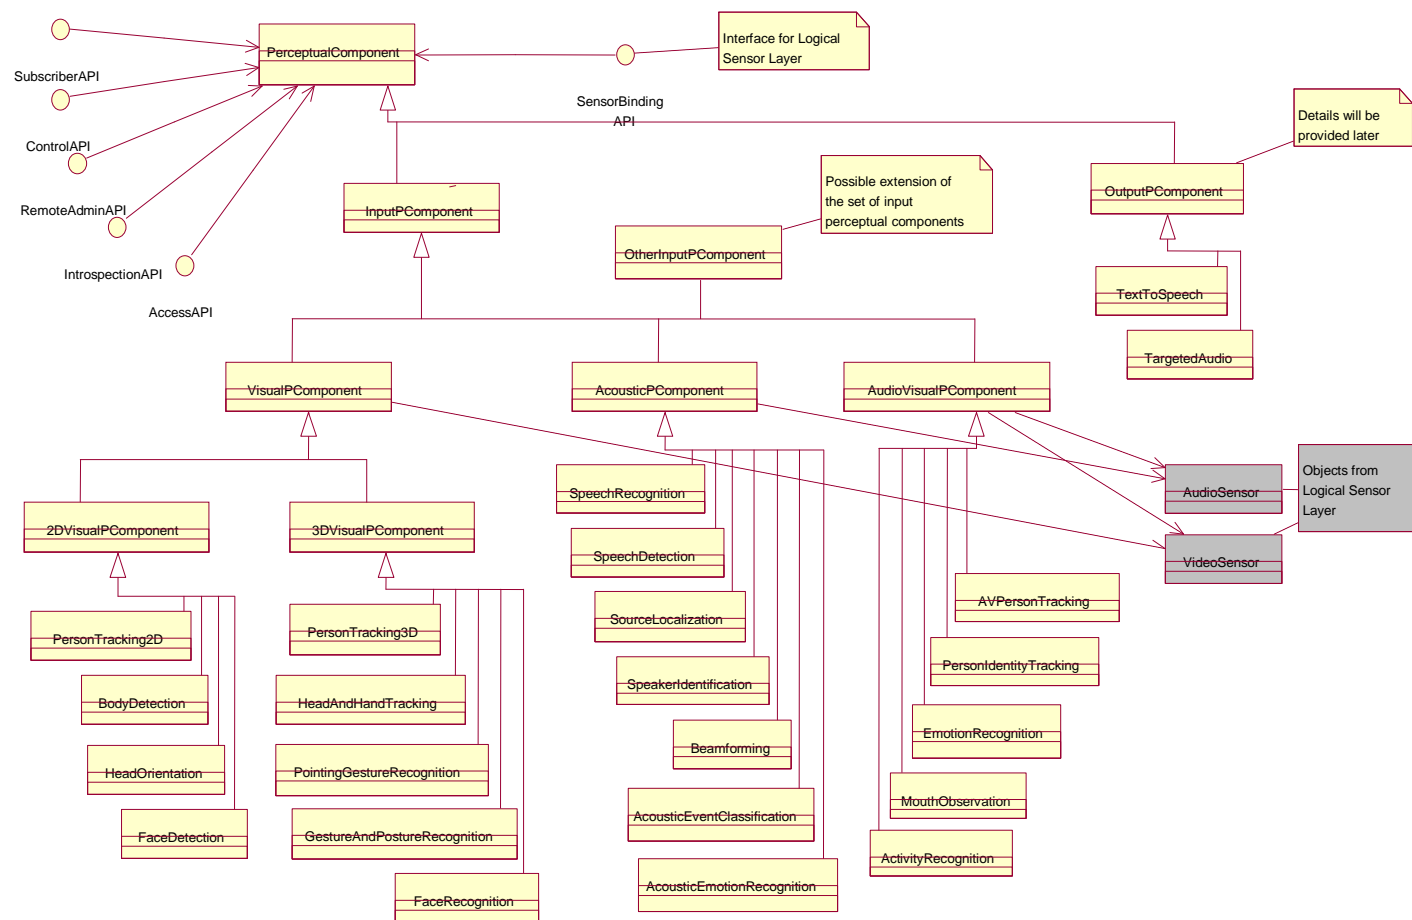 PerceptualComponent
Interface for Logical
Sensor Layer
SubscriberAPI
SensorBinding
API
Details will be
provided later
ControlAPI
Possible extension of
the set of input
perceptual components
OutputPComponent
RemoteAdminAPI
InputPComponent
OtherInputPComponent
IntrospectionAPI
TextToSpeech
AccessAPI
TargetedAudio
VisualPComponent
AcousticPComponent
AudioVisualPComponent
SpeechRecognition
AudioSensor
Objects from
Logical Sensor
Layer
2DVisualPComponent
3DVisualPComponent
SpeechDetection
VideoSensor
AVPersonTracking
PersonTracking2D
PersonTracking3D
SourceLocalization
PersonIdentityTracking
BodyDetection
HeadAndHandTracking
SpeakerIdentification
EmotionRecognition
HeadOrientation
PointingGestureRecognition
Beamforming
MouthObservation
FaceDetection
GestureAndPostureRecognition
AcousticEventClassification
ActivityRecognition
FaceRecognition
AcousticEmotionRecognition